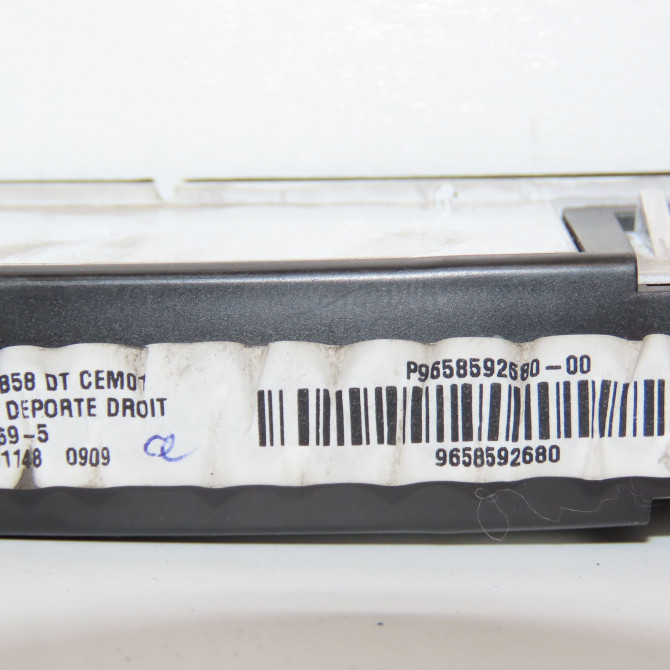 858 DT CEM01
DEPORTE DROIT
69-5
1148 0909
P9658592680-00
9658592680